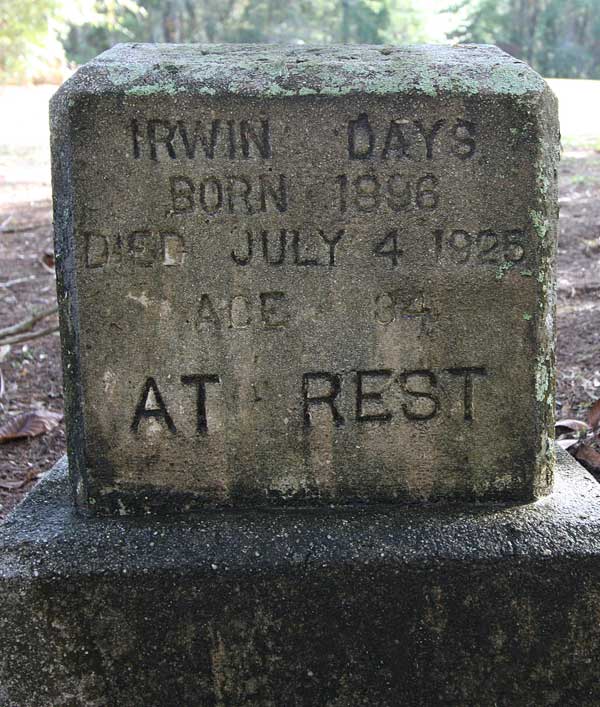 IRWIN DAYS
BORN 1896
DIED JULY 4 1925
AGE 34
AT REST